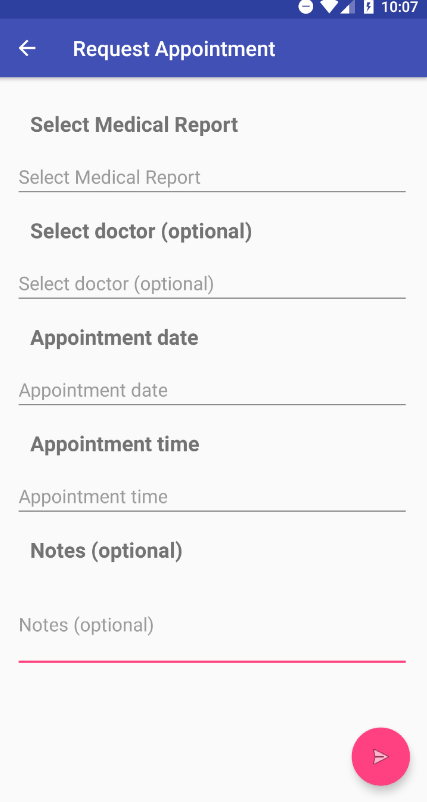 10:07
Request Appointment
Select Medical Report
Select Medical Report
Select doctor (optional)
Select doctor (optional)
Appointment date
Appointment date
Appointment time
Appointment time
Notes (optional)
Notes (optional)